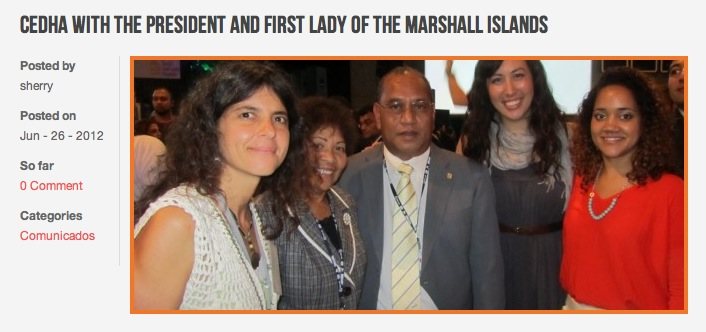 CEDHA WITH THE PRESIDENT AND FIRST LADY OF THE MARSHALL ISLANDS
Posted by
sherry
Posted on
Jun - 26 - 2012
So far
0 Comment
Categories
Comunicados